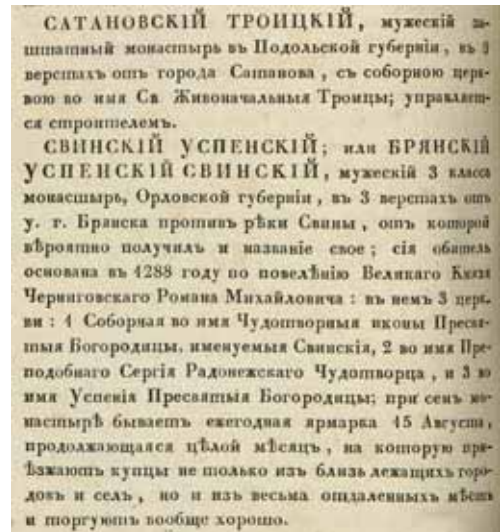 САТАНОВСКІЙ ТРОИЦКІЙ, мужескій за-
штатный монастырь въ Подольской губерніи, въ 3
верстахъ отъ города Сатанова, съ соборною церк-
вою во имя Св. Живоначальныя Троицы; управляет-
ся строителемъ.
СВИНСКІЙ УСПЕНСКІЙ; или БРЯНСКІЙ
УСПЕНСКІЙ СВИНСКІЙ, мужескій 3 класса
монастырь, Орловской губерніи, въ 3 верстахъ отъ
у. г. Брянска противъ рѣки Свины, отъ которой
вѣроятно получилъ и названіе свое; сія обитель
основана въ 1288 году по повелѣнію Великаго Князя
Черниговскаго Романа Михайловича: въ немъ 3 церк-
ви: 1 Соборная во имя Чудотворныя иконы Пресвя-
тыя Богородицы, именуемыя Свинскія, 2 во имя Пре-
подобнаго Сергія Радонежскаго Чудотворца, и 3 во
имя Успенія Пресвятыя Богородицы; при семъ мо-
настырѣ бываетъ ежегодная ярмарка 15 Августа,
продолжающаяся цѣлой мѣсяцъ, на которую прі-
ѣзжаютъ купцы не только изъ близь лежащихъ горо-
довъ и селъ, но и изъ весьма отдаленныхъ мѣстъ
и торгуютъ вообще хорошо.